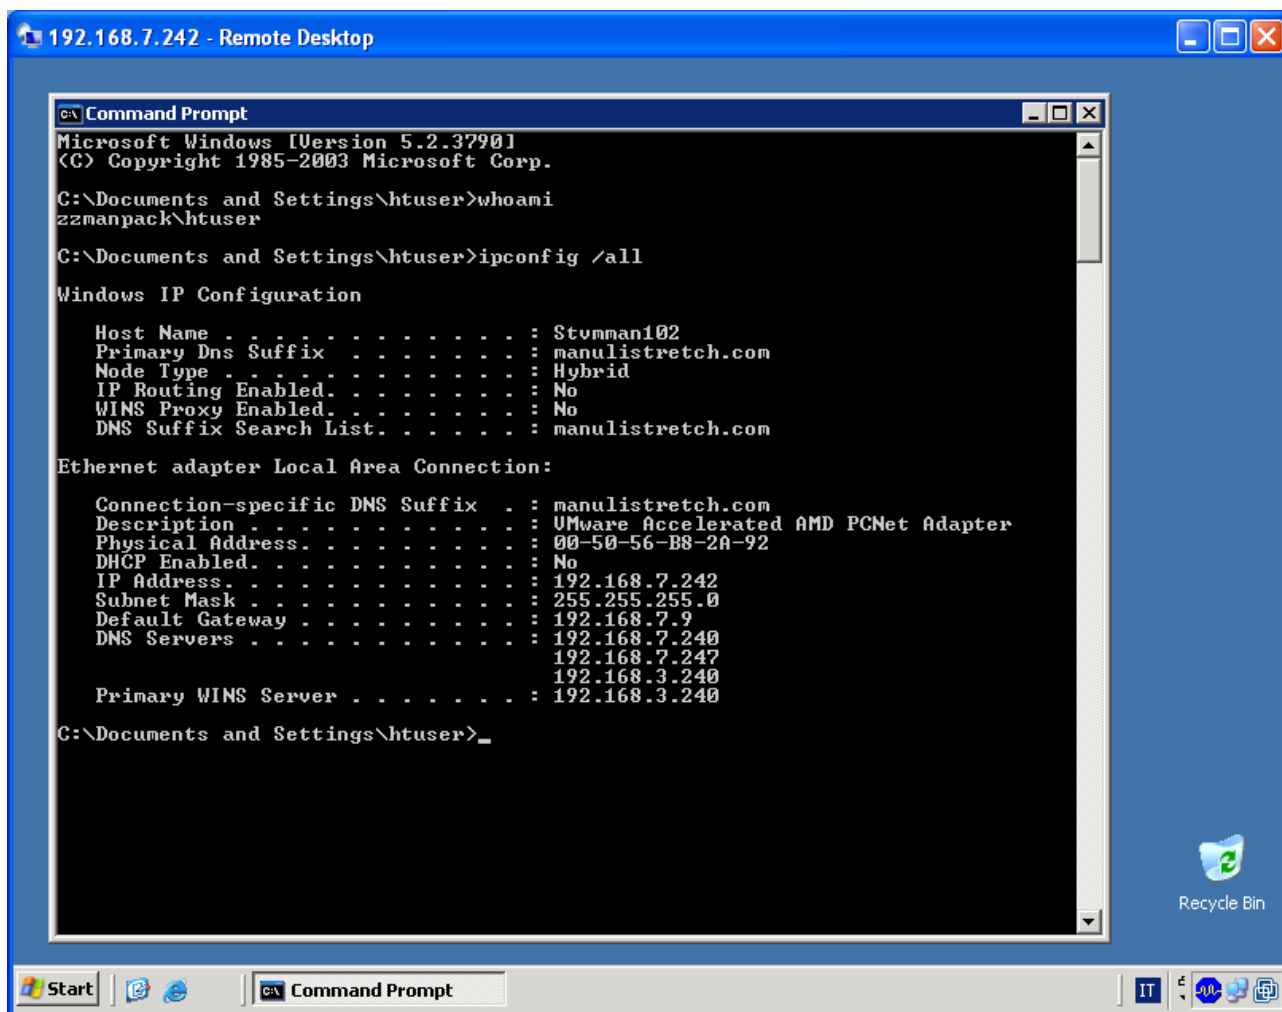 192.168.7.242 - Remote Desktop
Command Prompt
Microsoft Windows [Version 5.2.3790]
(C) Copyright 1985-2003 Microsoft Corp.
C:\Documents and Settings\htuser>whoami
zzmanpack\htuser
C:\Documents and Settings\htuser>ipconfig /all
Windows IP Configuration
Host Name . . . . . . . . . . . . : Stvmman102
Primary Dns Suffix  . . . . . . . : manulistretch.com
Node Type . . . . . . . . . . . . : Hybrid
IP Routing Enabled. . . . . . . . : No
WINS Proxy Enabled. . . . . . . . : No
DNS Suffix Search List. . . . . . : manulistretch.com
Ethernet adapter Local Area Connection:
Connection-specific DNS Suffix  . : manulistretch.com
Description . . . . . . . . . . . : VMware Accelerated AMD PCNet Adapter
Physical Address. . . . . . . . . : 00-50-56-B8-2A-92
DHCP Enabled. . . . . . . . . . . : No
IP Address. . . . . . . . . . . . : 192.168.7.242
Subnet Mask . . . . . . . . . . . : 255.255.255.0
Default Gateway . . . . . . . . . : 192.168.7.9
DNS Servers . . . . . . . . . . . : 192.168.7.240
192.168.7.247
192.168.3.240
Primary WINS Server . . . . . . . : 192.168.3.240
C:\Documents and Settings\htuser>_
Recycle Bin
Start
Command Prompt
IT